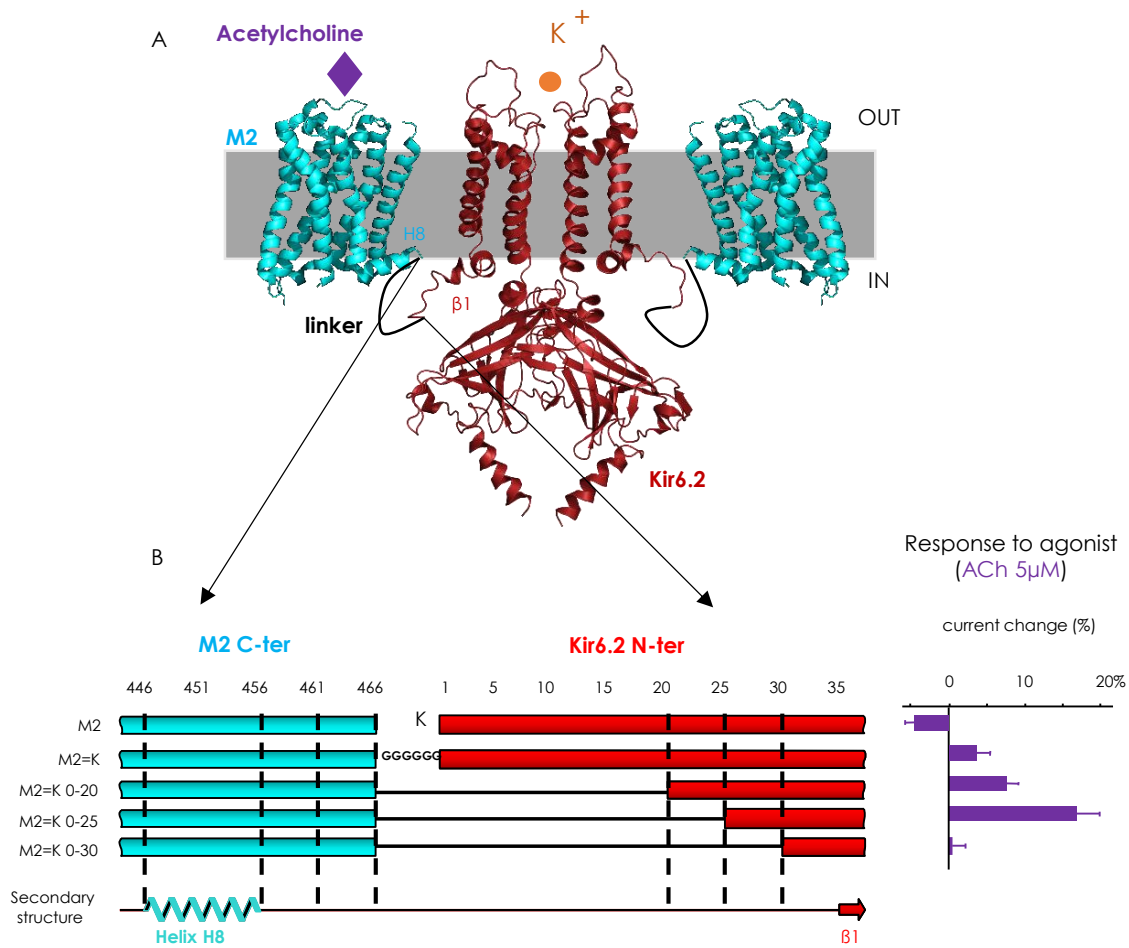 A
Acetylcholine
K +
OUT
M2
H8
IN
β1
linker
Kir6.2
B
Response to agonist
(ACh 5µM)
M2 C-ter
Kir6.2 N-ter
current change (%)
446 451 456 461 466 1 5 10 15 20 25 30 35
0 10 20%
M2 K
M2=K GGGGGG
M2=K 0-20
M2=K 0-25
M2=K 0-30
Secondary
structure
Helix H8
β1